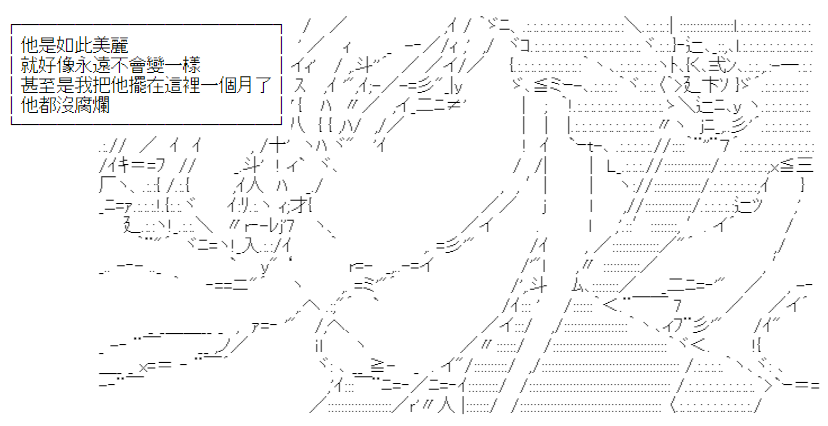 他是如此美麗
就好像永遠不會變一樣
甚至是我把他擺在這裡一個月了
他都沒腐爛